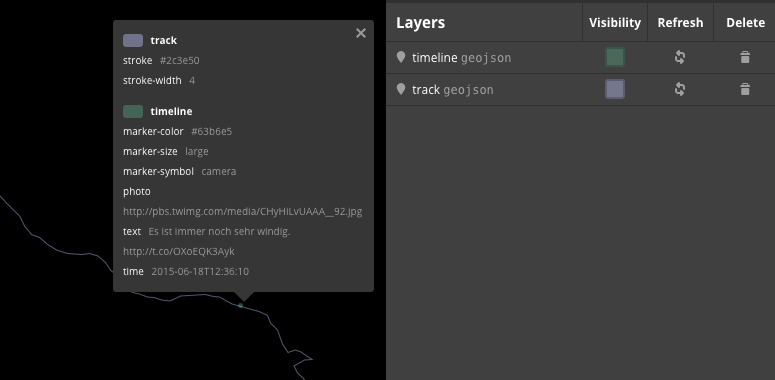 track
stroke #2c3e50
stroke-width 4
timeline
marker-color #63b6e5
marker-size large
marker-symbol camera
photo
http://pbs.twimg.com/media/CHyHiLvUAAA__92.jpg
text Es ist immer noch sehr windig.
http://t.co/OXoEQK3Ayk
time 2015-06-18T12:36:10
Layers Visibility Refresh Delete
timeline geojson
track geojson